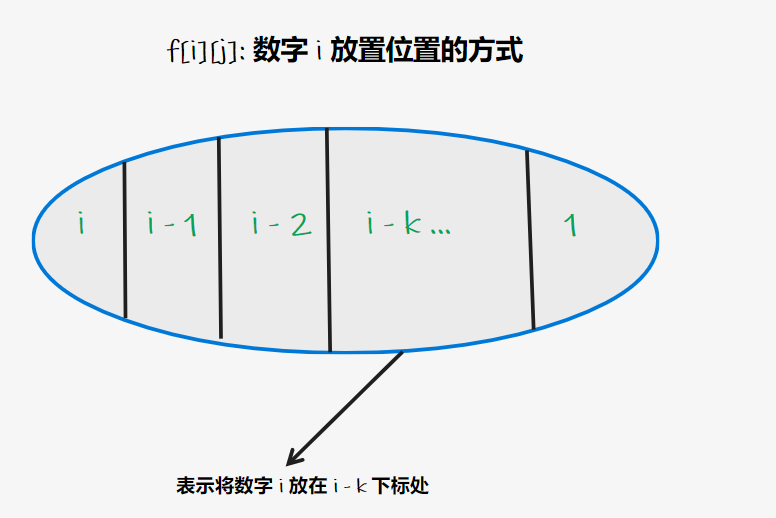 f[i][j]: 数字 i 放置位置的方式
i i - 1 i - 2 i - k ... 1
表示将数字 i 放在 i - k 下标处